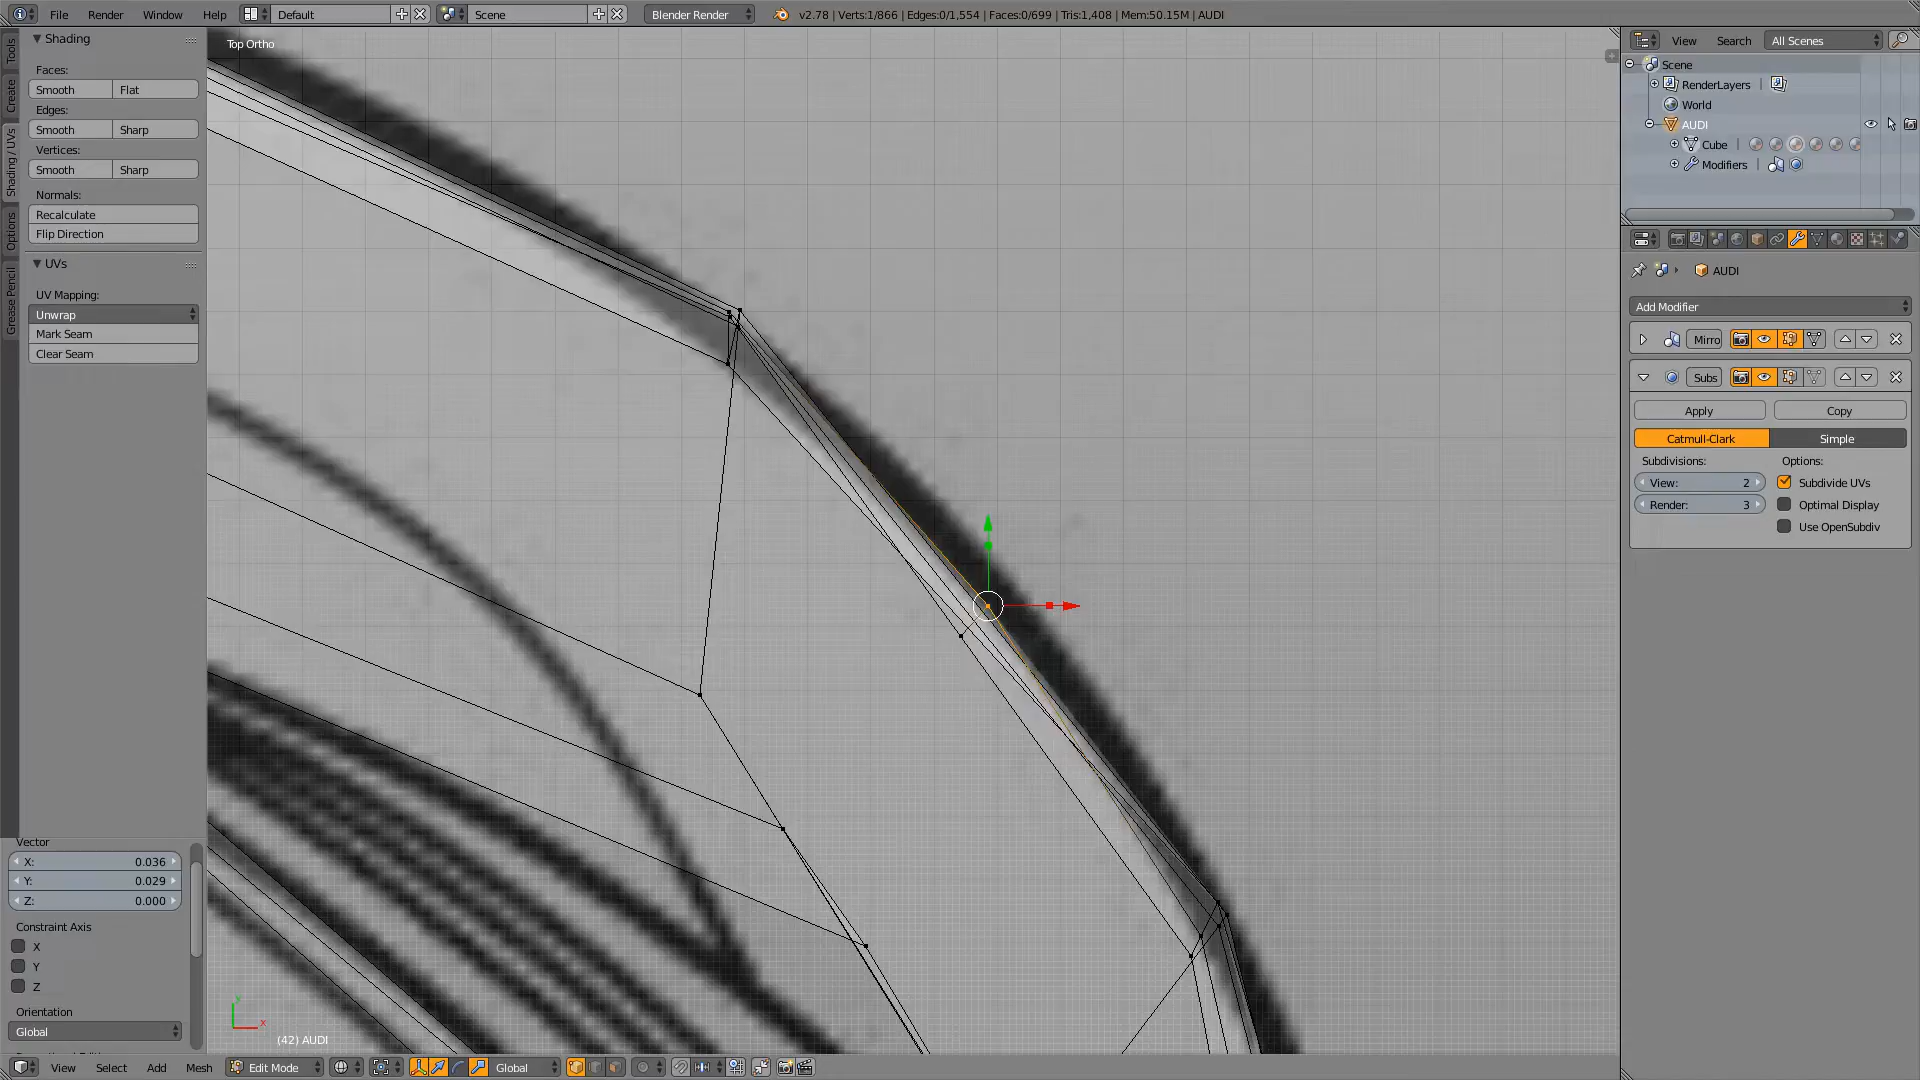 File Render Window Help Default Scene Blender Render v2.78 | Verts:1/866 | Edges:0/1,554 | Faces:0/699 | Tris:1,408 | Mem:50.15M | AUDI
Tools
Create
Shading / UVs
Options
Grease Pencil
Shading
Faces:
Smooth Flat
Edges:
Smooth Sharp
Vertices:
Smooth Sharp
Normals:
Recalculate
Flip Direction
UVs
UV Mapping:
Unwrap
Mark Seam
Clear Seam
Vector
X: 0.036
Y: 0.029
Z: 0.000
Constraint Axis
X
Y
Z
Orientation
Global
Top Ortho
y
x
(42) AUDI
View Select Add Mesh Edit Mode Global
View Search All Scenes
Scene
RenderLayers
World
AUDI
Cube
Modifiers
AUDI
Add Modifier
Mirro
Subs
Apply Copy
Catmull-Clark Simple
Subdivisions: Options:
View: 2 Subdivide UVs
Render: 3 Optimal Display
Use OpenSubdiv